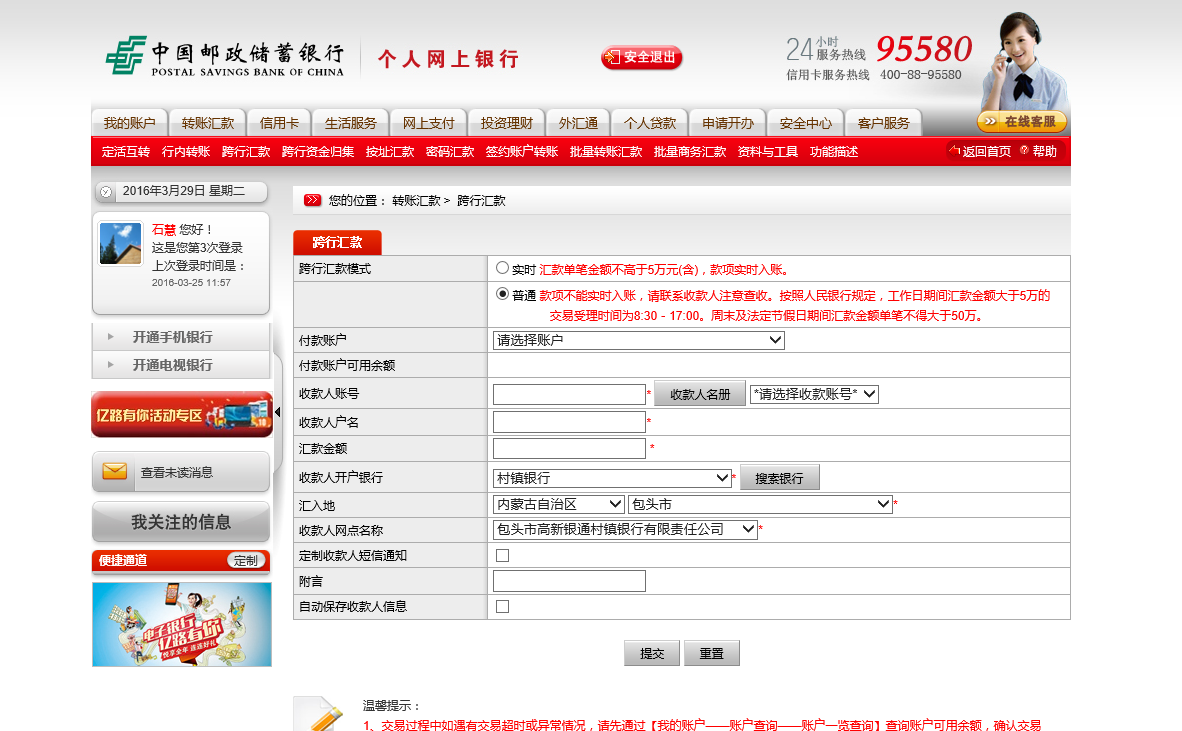 中国邮政储蓄银行
POSTAL SAVINGS BANK OF CHINA
个人网上银行
安全退出
24小时服务热线 95580
信用卡服务热线 400-88-95580
在线客服
我的账户 转账汇款 信用卡 生活服务 网上支付 投资理财 外汇通 个人贷款 申请开办 安全中心 客户服务
定活互转 行内转账 跨行汇款 跨行资金归集 按址汇款 密码汇款 签约账户转账 批量转账汇款 批量商务汇款 资料与工具 功能描述 返回首页 帮助
2016年3月29日 星期二
石慧 您好！
这是您第3次登录
上次登录时间是：
2016-03-25 11:57
开通手机银行
开通电视银行
亿路有你活动专区
查看未读消息
我关注的信息
便捷通道 定制
电子银行
亿路有你
悦享全年 连连好礼
您的位置： 转账汇款 > 跨行汇款
跨行汇款
跨行汇款模式 实时 汇款单笔金额不高于5万元(含)，款项实时入账。
普通 款项不能实时入账，请联系收款人注意查收。按照人民银行规定，工作日期间汇款金额大于5万的
交易受理时间为8:30－17:00。周末及法定节假日期间汇款金额单笔不得大于50万。
付款账户 请选择账户
付款账户可用余额
收款人账号 * 收款人名册 *请选择收款账号*
收款人户名 *
汇款金额 *
收款人开户银行 村镇银行 * 搜索银行
汇入地 内蒙古自治区 包头市 *
收款人网点名称 包头市高新银通村镇银行有限责任公司 *
定制收款人短信通知
附言
自动保存收款人信息
提交 重置
温馨提示：
1、交易过程中如遇有交易超时或异常情况，请先通过【我的账户——账户查询——账户一览查询】查询账户可用余额，确认交易